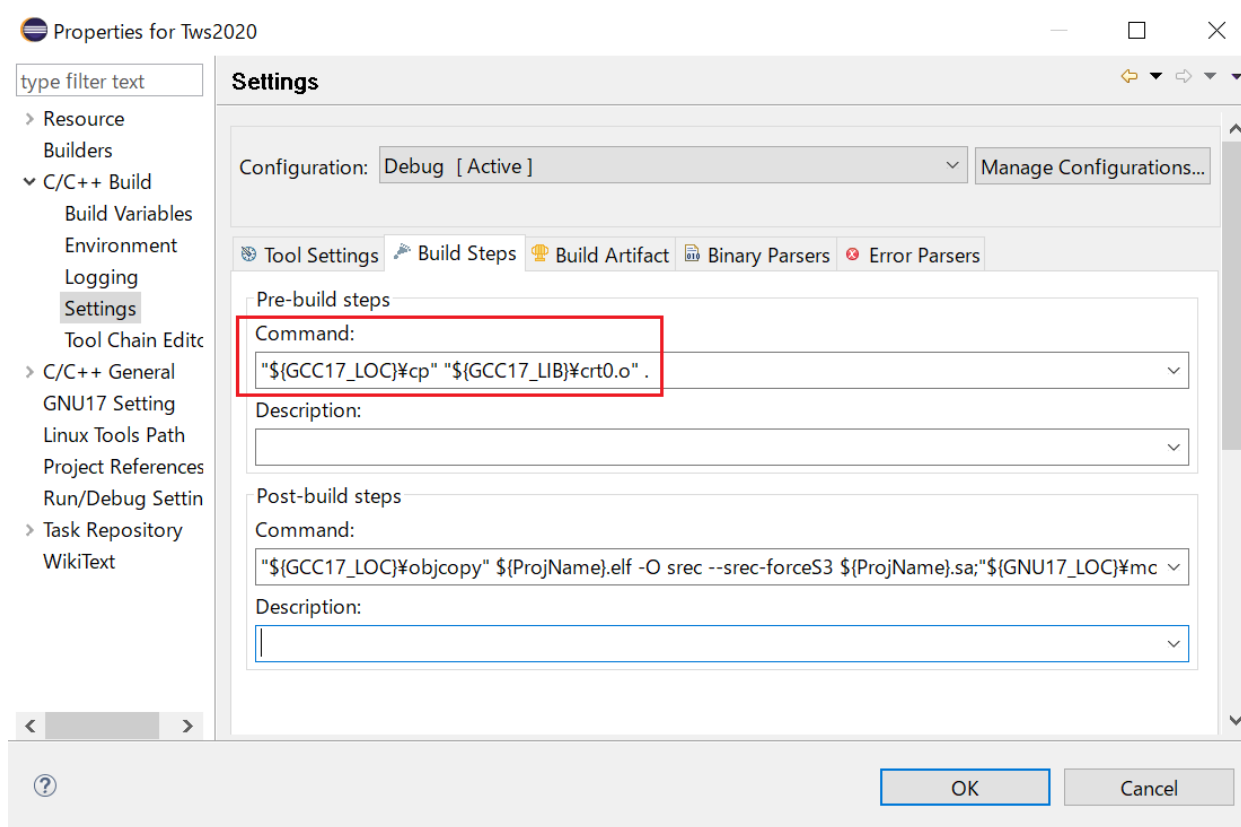 Properties for Tws2020
type filter text
Resource
Builders
C/C++ Build
Build Variables
Environment
Logging
Settings
Tool Chain Editc
C/C++ General
GNU17 Setting
Linux Tools Path
Project References
Run/Debug Settin
Task Repository
WikiText
Settings
Configuration: Debug [ Active ] Manage Configurations...
Tool Settings Build Steps Build Artifact Binary Parsers Error Parsers
Pre-build steps
Command:
"${GCC17_LOC}¥cp" "${GCC17_LIB}¥crt0.o" .
Description:
Post-build steps
Command:
"${GCC17_LOC}¥objcopy" ${ProjName}.elf -O srec --srec-forceS3 ${ProjName}.sa;"${GNU17_LOC}¥mc
Description:
OK Cancel